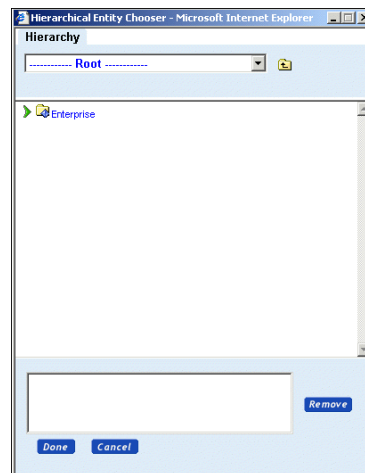 Hierarchical Entity Chooser - Microsoft Internet Explorer
Hierarchy
------------ Root ------------
Enterprise
Remove
Done Cancel